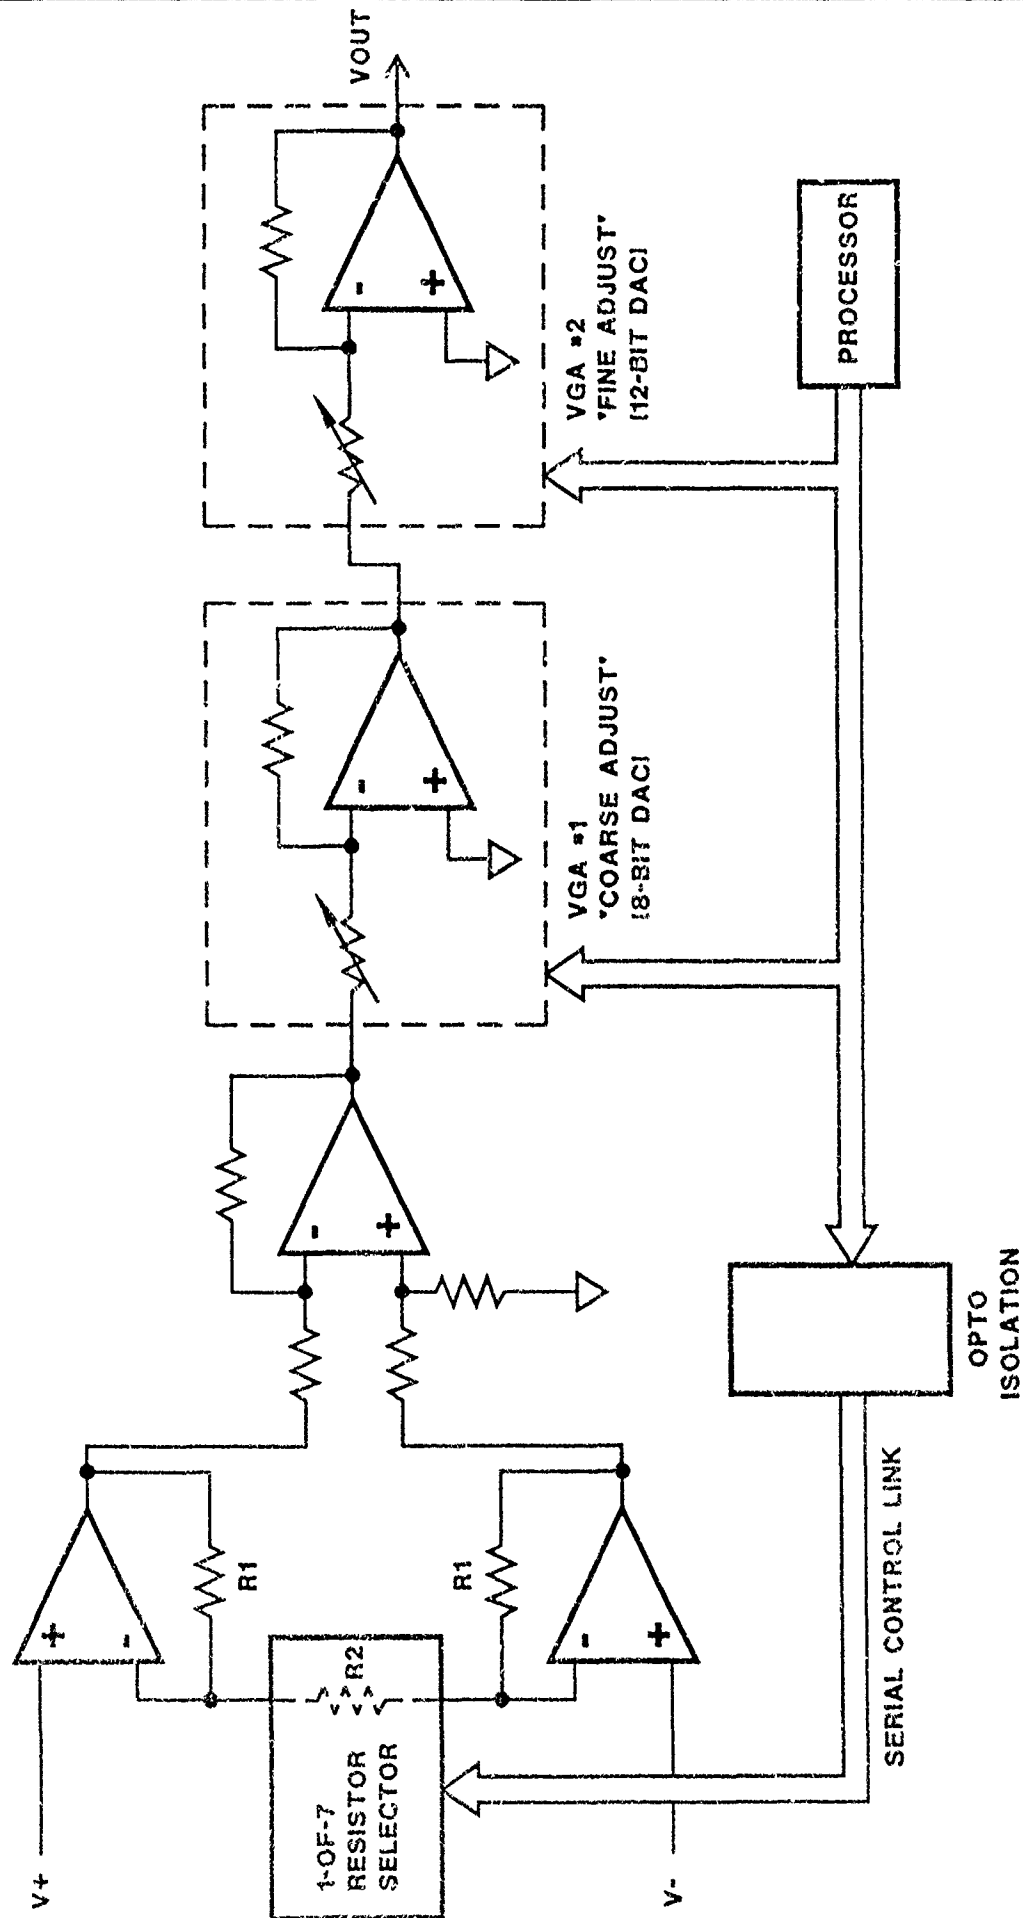 V+
V-
1-OF-7
RESISTOR
SELECTOR
R2
+
-
R1
R1
-
+
SERIAL CONTROL LINK
OPTO
ISOLATION
-
+
VGA #1
"COARSE ADJUST"
[8-BIT DAC]
-
+
VGA #2
"FINE ADJUST"
[12-BIT DAC]
-
+
PROCESSOR
VOUT